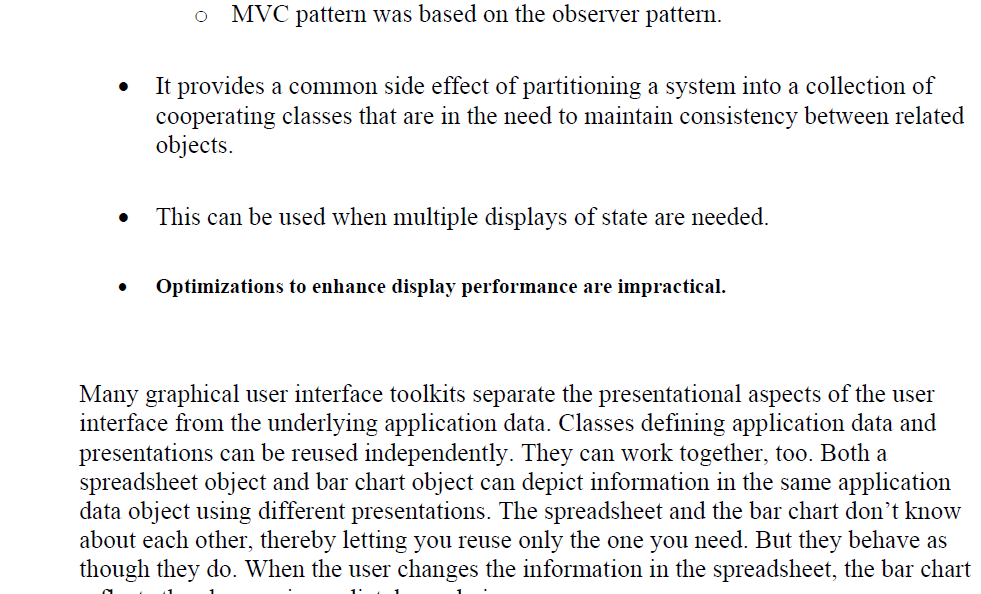 ○ MVC pattern was based on the observer pattern.
• It provides a common side effect of partitioning a system into a collection of
cooperating classes that are in the need to maintain consistency between related
objects.
• This can be used when multiple displays of state are needed.
• Optimizations to enhance display performance are impractical.
Many graphical user interface toolkits separate the presentational aspects of the user
interface from the underlying application data. Classes defining application data and
presentations can be reused independently. They can work together, too. Both a
spreadsheet object and bar chart object can depict information in the same application
data object using different presentations. The spreadsheet and the bar chart don’t know
about each other, thereby letting you reuse only the one you need. But they behave as
though they do. When the user changes the information in the spreadsheet, the bar chart